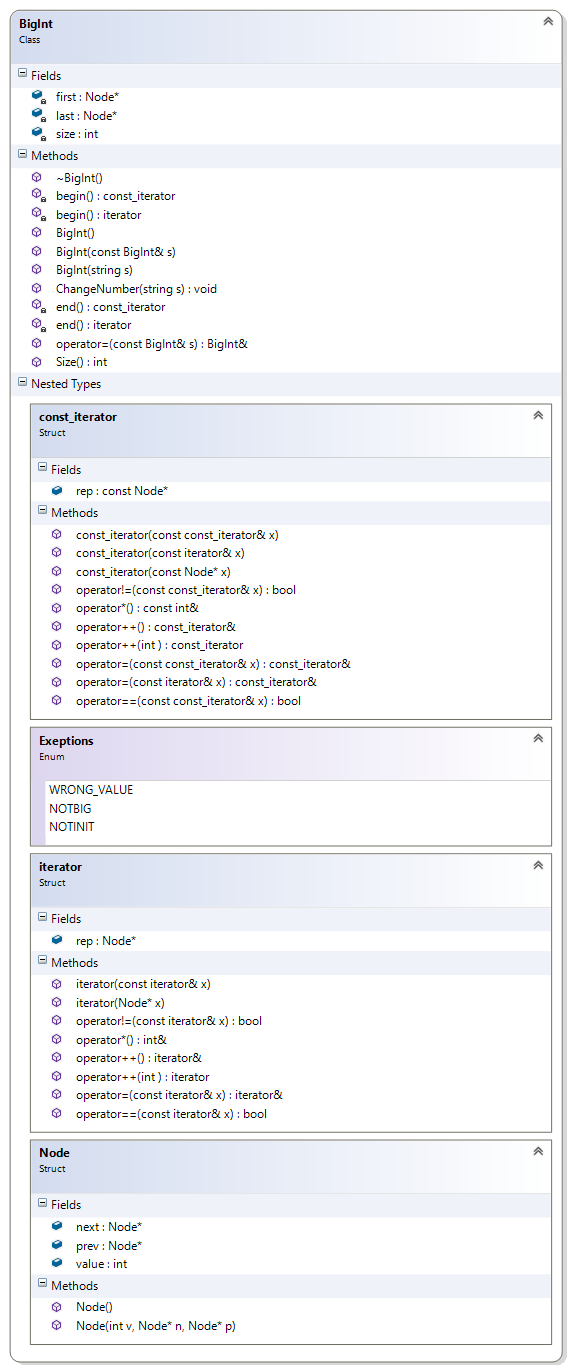 BigInt
Class
Fields
first : Node*
last : Node*
size : int
Methods
~BigInt()
begin() : const_iterator
begin() : iterator
BigInt()
BigInt(const BigInt& s)
BigInt(string s)
ChangeNumber(string s) : void
end() : const_iterator
end() : iterator
operator=(const BigInt& s) : BigInt&
Size() : int
Nested Types
const_iterator
Struct
Fields
rep : const Node*
Methods
const_iterator(const const_iterator& x)
const_iterator(const iterator& x)
const_iterator(const Node* x)
operator!=(const const_iterator& x) : bool
operator*() : const int&
operator++() : const_iterator&
operator++(int ) : const_iterator
operator=(const const_iterator& x) : const_iterator&
operator=(const iterator& x) : const_iterator&
operator==(const const_iterator& x) : bool
Exeptions
Enum
WRONG_VALUE
NOTBIG
NOTINIT
iterator
Struct
Fields
rep : Node*
Methods
iterator(const iterator& x)
iterator(Node* x)
operator!=(const iterator& x) : bool
operator*() : int&
operator++() : iterator&
operator++(int ) : iterator
operator=(const iterator& x) : iterator&
operator==(const iterator& x) : bool
Node
Struct
Fields
next : Node*
prev : Node*
value : int
Methods
Node()
Node(int v, Node* n, Node* p)